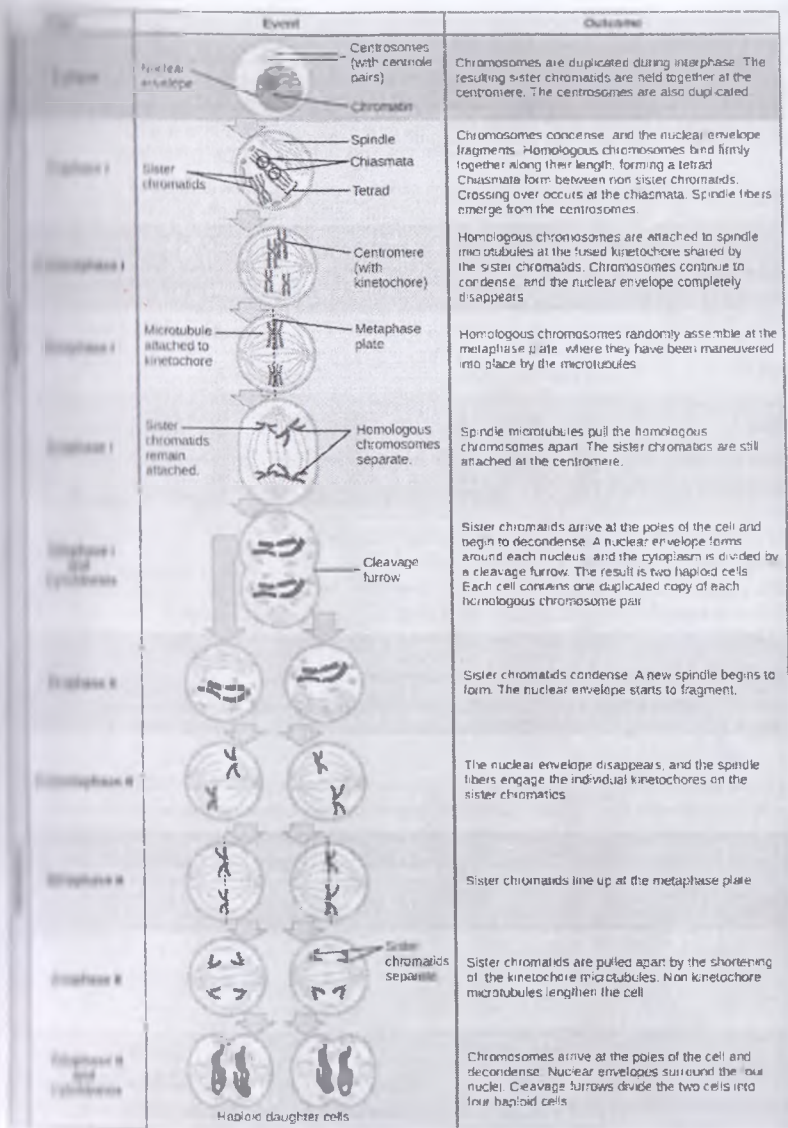 Event
Outcome
Nuclear
envelope
Centrosomes
(with centriole
pairs)
Chromatin
Chromosomes are duplicated during interphase. The
resulting sister chromatids are held together at the
centromere. The centrosomes are also duplicated.
Sister
chromatids
Spindle
Chiasmata
Tetrad
Chromosomes condense, and the nuclear envelope
fragments. Homologous chromosomes bind firmly
together along their length, forming a tetrad.
Chiasmata form between non sister chromatids.
Crossing over occurs at the chiasmata. Spindle fibers
emerge from the centrosomes.
Centromere
(with
kinetochore)
Homologous chromosomes are attached to spindle
microtubules at the fused kinetochore shared by
the sister chromatids. Chromosomes continue to
condense, and the nuclear envelope completely
disappears
Microtubule
attached to
kinetochore
Metaphase
plate
Homologous chromosomes randomly assemble at the
metaphase plate, where they have been maneuvered
into place by the microtubules
Sister
chromatids
remain
attached.
Homologous
chromosomes
separate.
Spindle microtubules pull the homologous
chromosomes apart. The sister chromatids are still
attached at the centromere.
Cleavage
furrow
Sister chromatids arrive at the poles of the cell and
begin to decondense. A nuclear envelope forms
around each nucleus, and the cytoplasm is divided by
a cleavage furrow. The result is two haploid cells
Each cell contains one duplicated copy of each
homologous chromosome pair
Sister chromatids condense. A new spindle begins to
form. The nuclear envelope starts to fragment.
The nuclear envelope disappears, and the spindle
fibers engage the individual kinetochores on the
sister chromatids
Sister chromatids line up at the metaphase plate
Sister
chromatids
separate
Sister chromatids are pulled apart by the shortening
of the kinetochore microtubules. Non kinetochore
microtubules lengthen the cell
Chromosomes arrive at the poles of the cell and
decondense. Nuclear envelopes surround the four
nuclei. Cleavage furrows divide the two cells into
four haploid cells
Haploid daughter cells